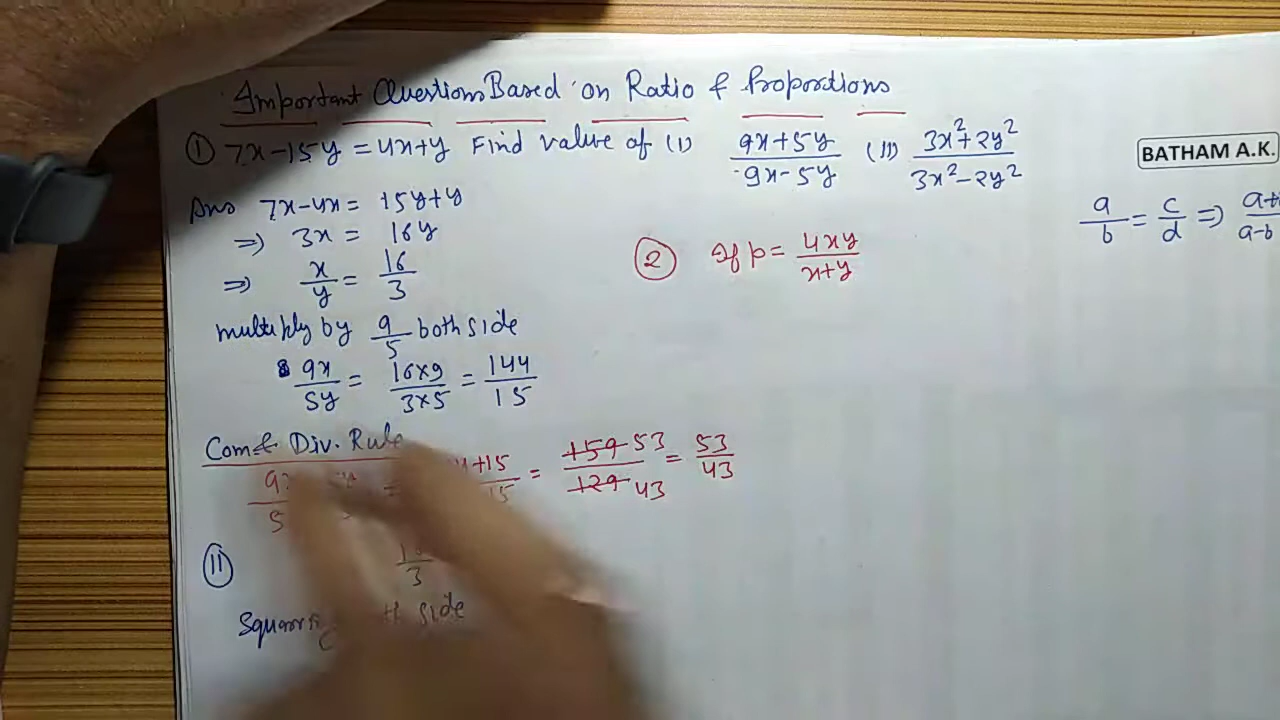 Important Questions Based on Ratio & Proportions
① 7x-15y = 4x+y Find value of (I) 9x+5y/9x-5y (II) 3x²+2y²/3x²-2y²
BATHAM A.K.
Ans 7x-4x = 15y+y
a/b = c/d ⇒ a+/a-b
⇒ 3x = 16y
② If p = 4xy/x+y
⇒ x/y = 16/3
multiply by 9/5 both side
9x/5y = 16×9/3×5 = 144/15
Com & Div. Rule
+15/15 = 159 53/129 43 = 53/43
II
3
side